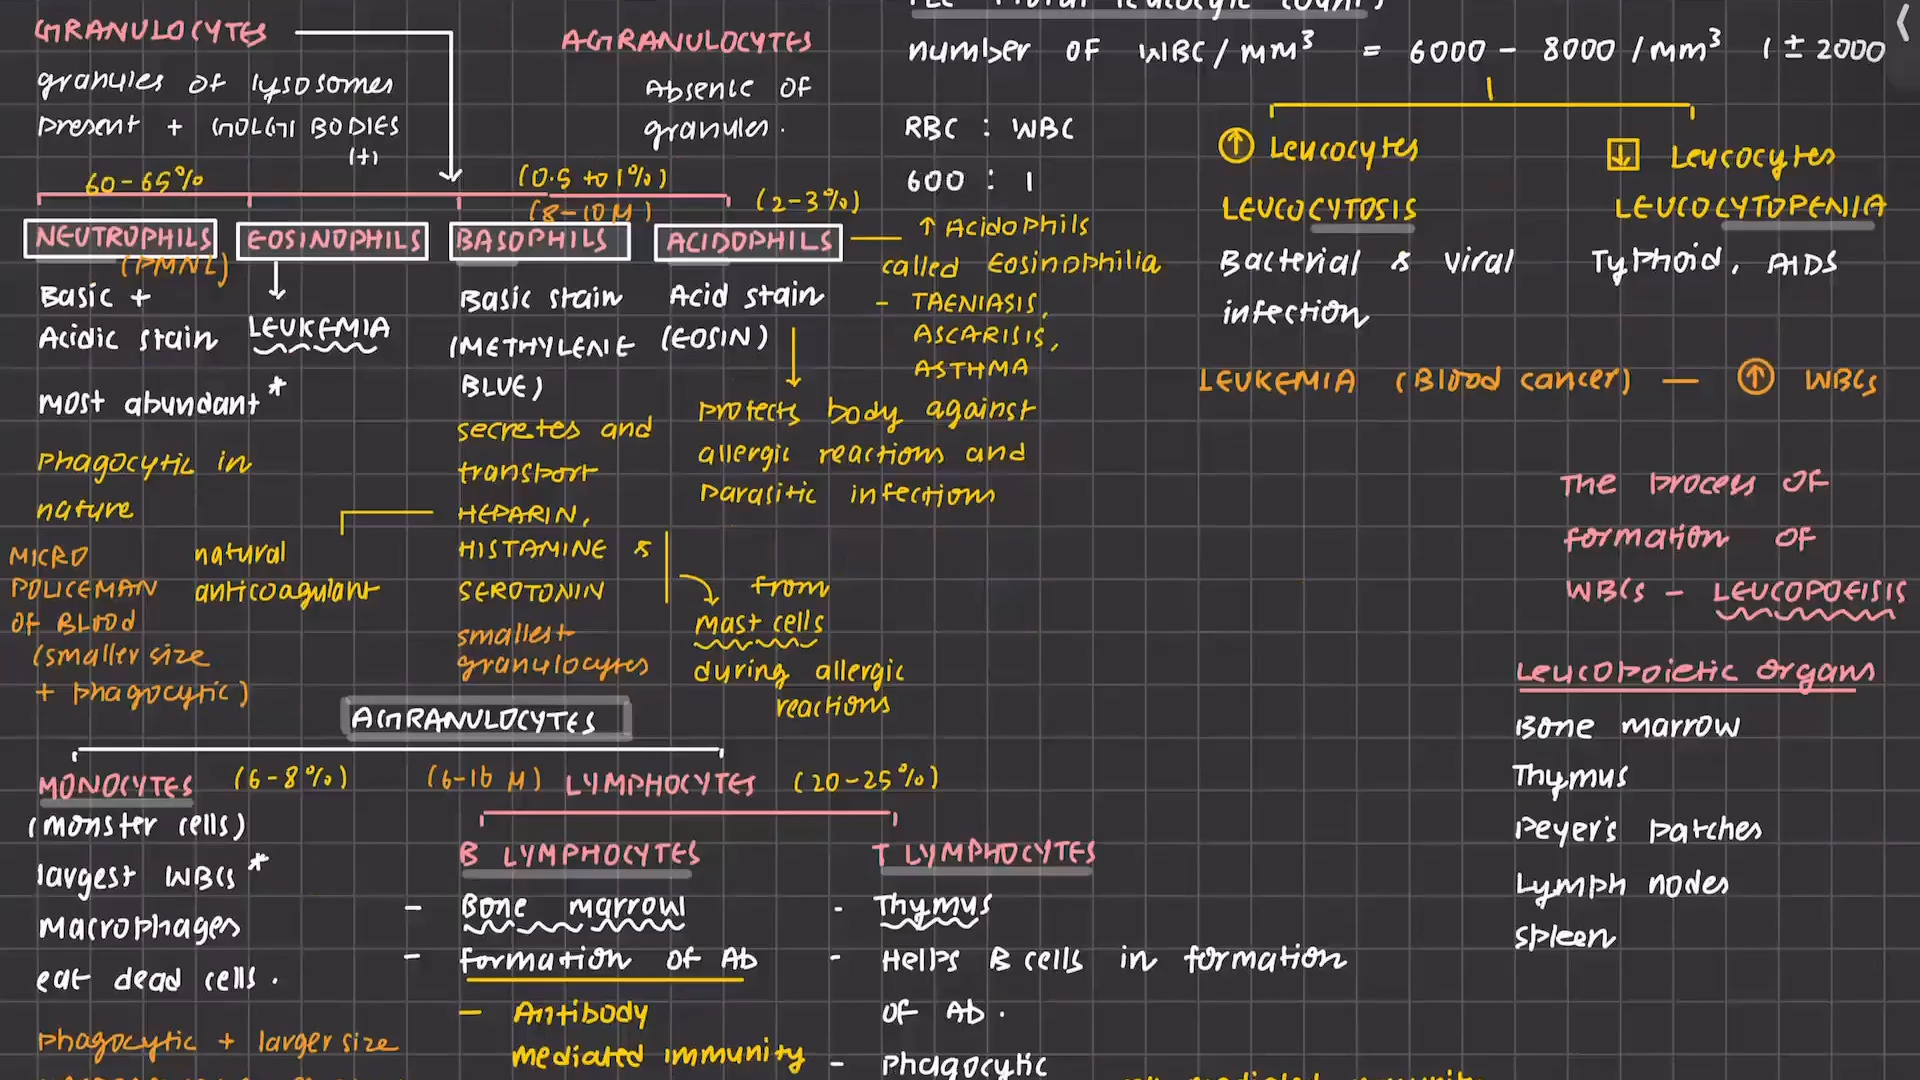 GRANULOCYTES
granules of lysosomes
present + GOLGI BODIES
(+)
AGRANULOCYTES
Absence of
granules.
number of WBC/mm³ = 6000 - 8000 /mm³ | ± 2000
RBC : WBC
600 : 1
↑ Leucocytes
LEUCOCYTOSIS
Bacterial & viral
infection
↓ Leucocytes
LEUCOCYTOPENIA
Typhoid, AIDS
LEUKEMIA (Blood cancer) — ↑ WBCs
60-65%
NEUTROPHILS
(PMNL)
Basic +
Acidic stain
most abundant*
phagocytic in
nature
MICRO
POLICEMAN
OF BLOOD
(smaller size
+ phagocytic)
EOSINOPHILS
LEUKEMIA
(0.5 to 1%)
(8-10 M)
BASOPHILS
Basic stain
(METHYLENE
BLUE)
secretes and
transport
HEPARIN,
HISTAMINE &
SEROTONIN
smallest
granulocytes
natural
anticoagulant
from
mast cells
during allergic
reactions
(2-3%)
ACIDOPHILS
Acid stain
(EOSIN)
protects body against
allergic reactions and
parasitic infections
↑ Acidophils
called Eosinophilia
- TAENIASIS,
ASCARISIS,
ASTHMA
The process of
formation of
WBCs - LEUCOPOEISIS
Leucopoietic organs
Bone marrow
Thymus
Peyer's patches
Lymph nodes
spleen
AGRANULOCYTES
MONOCYTES (6-8%)
(monster cells)
largest WBCs*
Macrophages
eat dead cells.
phagocytic + larger size
(6-16 M) LYMPHOCYTES (20-25%)
B LYMPHOCYTES
- Bone marrow
- formation of Ab
- Antibody
mediated immunity
T LYMPHOCYTES
- Thymus
- Helps B cells in formation
of Ab.
- Phagocytic